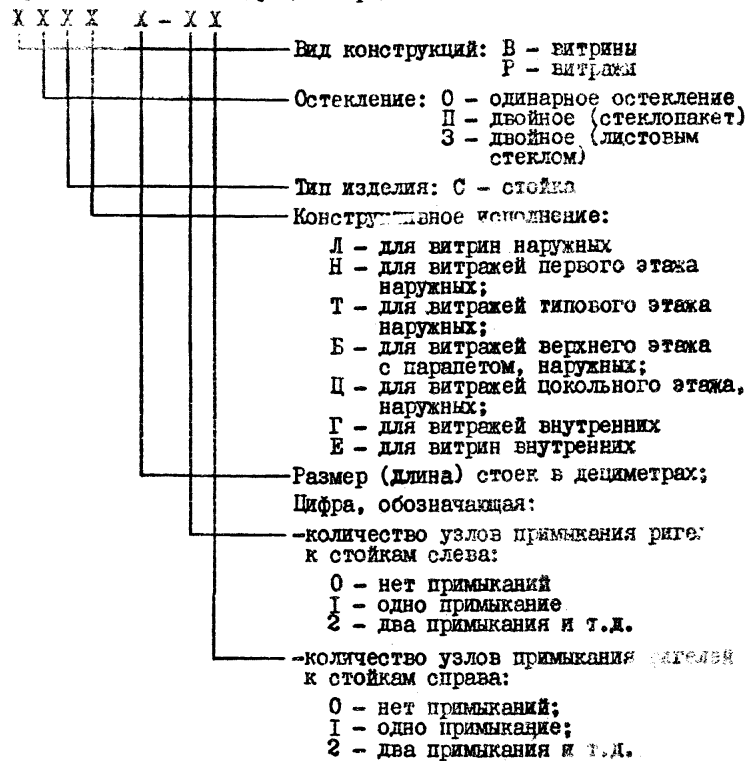 Х Х Х Х Х – Х Х
Вид конструкций: В – витрины
Р – витражи
Остекление: О – одинарное остекление
П – двойное (стеклопакет)
З – двойное (листовым
стеклом)
Тип изделия: С – стойка
Конструктивное исполнение:
Л – для витрин наружных
Н – для витражей первого этажа
наружных;
Т – для витражей типового этажа
наружных;
Б – для витражей верхнего этажа
с парапетом, наружных;
Ц – для витражей цокольного этажа,
наружных;
Г – для витражей внутренних
Е – для витрин внутренних
Размер (длина) стоек в дециметрах;
Цифра, обозначающая:
–количество узлов примыкания
к стойкам слева:
0 – нет примыканий
I – одно примыкание
2 – два примыкания и т.д.
–количество узлов примыкания ригелей
к стойкам справа:
0 – нет примыканий;
I – одно примыкание;
2 – два примыкания и т.д.